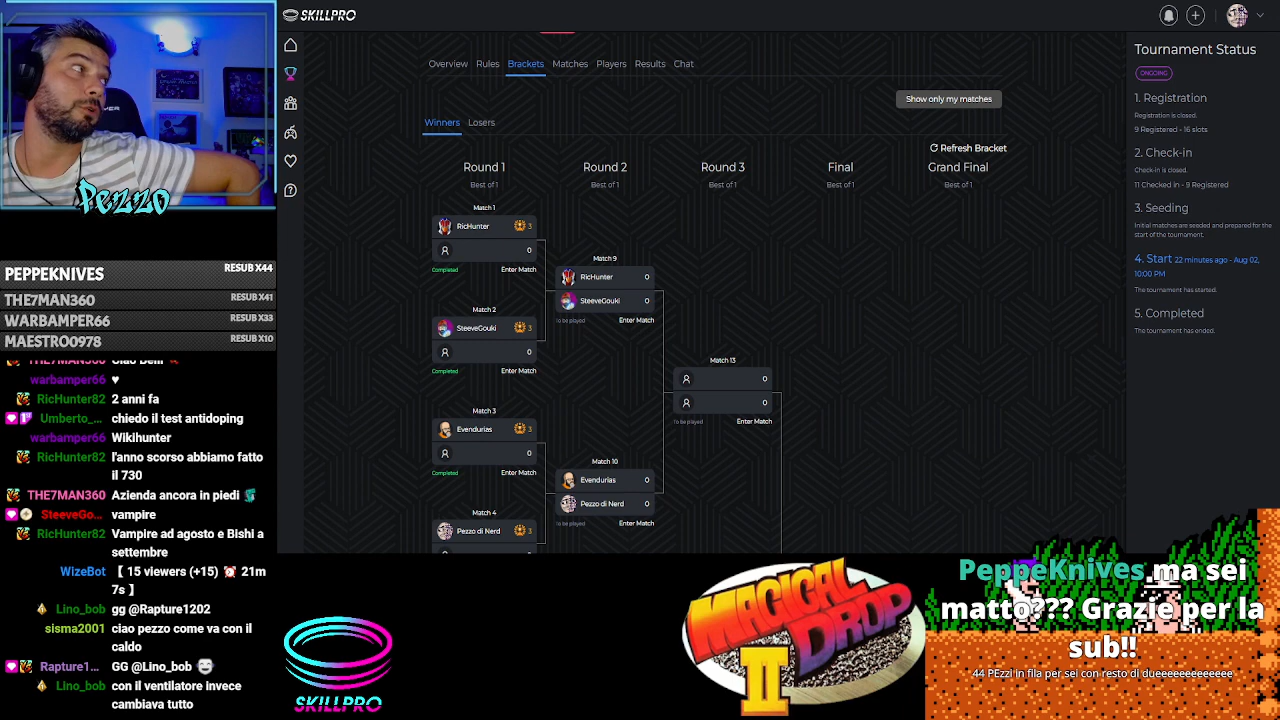 Pezzo
PEPPEKNIVES RESUB X44
THE7MAN360 RESUB X41
WARBAMPER66 RESUB X33
MAESTRO0978 RESUB X10
THE7MAN360 Ciao Belli
warbamper66 ♥
RicHunter82 2 anni fa
Umberto_... chiedo il test antidoping
warbamper66 Wikihunter
RicHunter82 l'anno scorso abbiamo fatto
il 730
THE7MAN360 Azienda ancora in piedi
SteeveGo... vampire
RicHunter82 Vampire ad agosto e Bishi a
settembre
WizeBot 【 15 viewers (+15) ⏰ 21m
7s 】
Lino_bob gg @Rapture1202
sisma2001 ciao pezzo come va con il
caldo
Rapture1... GG @Lino_bob
Lino_bob con il ventilatore invece
cambiava tutto
SKILLPRO
Overview Rules Brackets Matches Players Results Chat
Show only my matches
Winners Losers
Refresh Bracket
Round 1 Round 2 Round 3 Final Grand Final
Best of 1 Best of 1 Best of 1 Best of 1 Best of 1
Match 1
RicHunter 3
0
Completed Enter Match
Match 2
SteeveGouki 3
0
Completed Enter Match
Match 3
Evendurias 3
0
Completed Enter Match
Match 4
Pezzo di Nerd 3
Match 9
RicHunter 0
SteeveGouki 0
To be played Enter Match
Match 10
Evendurias 0
Pezzo di Nerd 0
To be played Enter Match
Match 13
0
0
To be played Enter Match
Tournament Status
ONGOING
1. Registration
Registration is closed.
9 Registered - 16 slots
2. Check-in
Check-in is closed.
11 Checked in - 9 Registered
3. Seeding
Initial matches are seeded and prepared for the
start of the tournament.
4. Start 22 minutes ago - Aug 02,
10:00 PM
The tournament has started.
5. Completed
The tournament has ended.
SKILLPRO
MAGICAL
DROP
II
PeppeKnives ma sei
matto??? Grazie per la
sub!!
44 PEzzi in fila per sei con resto di dueeeeeeeeeeeee